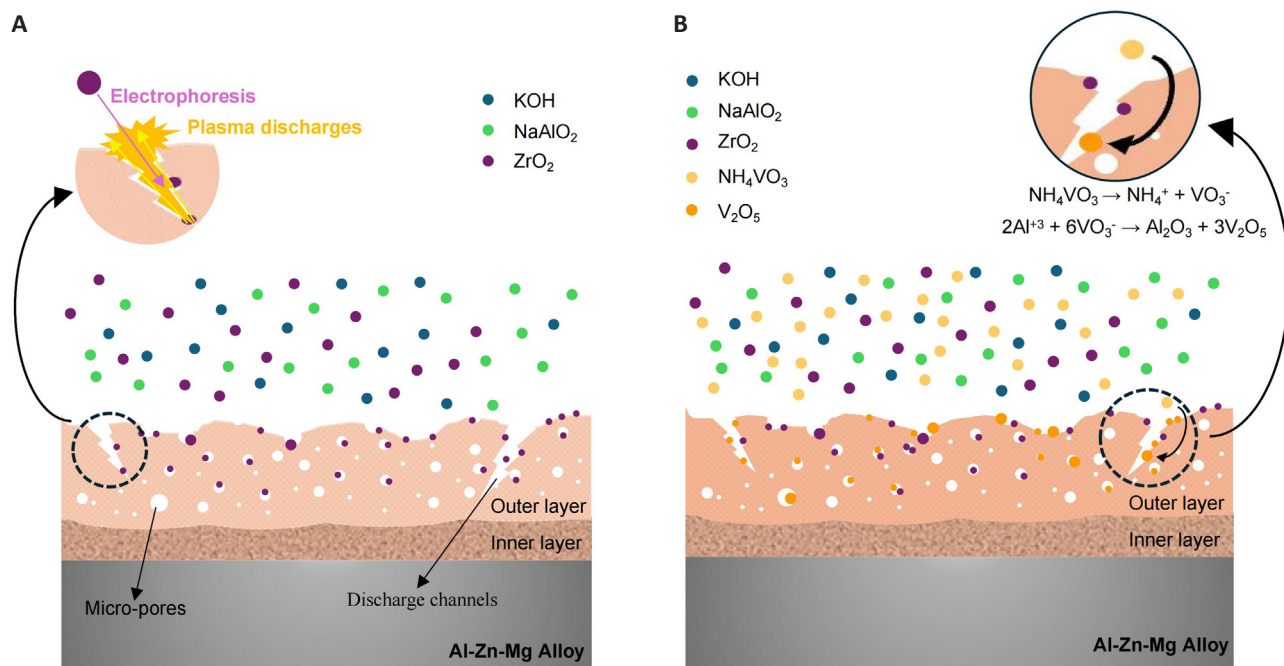 A
Electrophoresis
Plasma discharges
KOH
NaAlO₂
ZrO₂
Outer layer
Inner layer
Micro-pores
Discharge channels
Al-Zn-Mg Alloy
B
KOH
NaAlO₂
ZrO₂
NH₄VO₃
V₂O₅
NH₄VO₃ → NH₄⁺ + VO₃⁻
2Al⁺³ + 6VO₃⁻ → Al₂O₃ + 3V₂O₅
Outer layer
Inner layer
Al-Zn-Mg Alloy